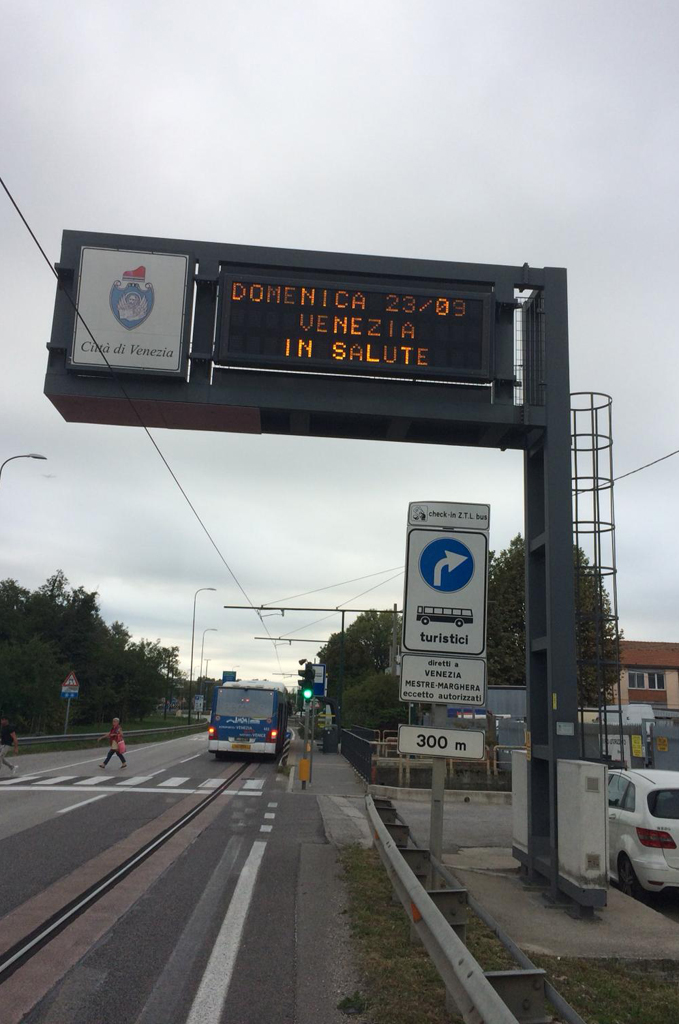 Città di Venezia
DOMENICA 23/09
VENEZIA
IN SALUTE
check-in Z.T.L. bus
turistici
diretti a
VENEZIA
MESTRE-MARGHERA
eccetto autorizzati
300 m